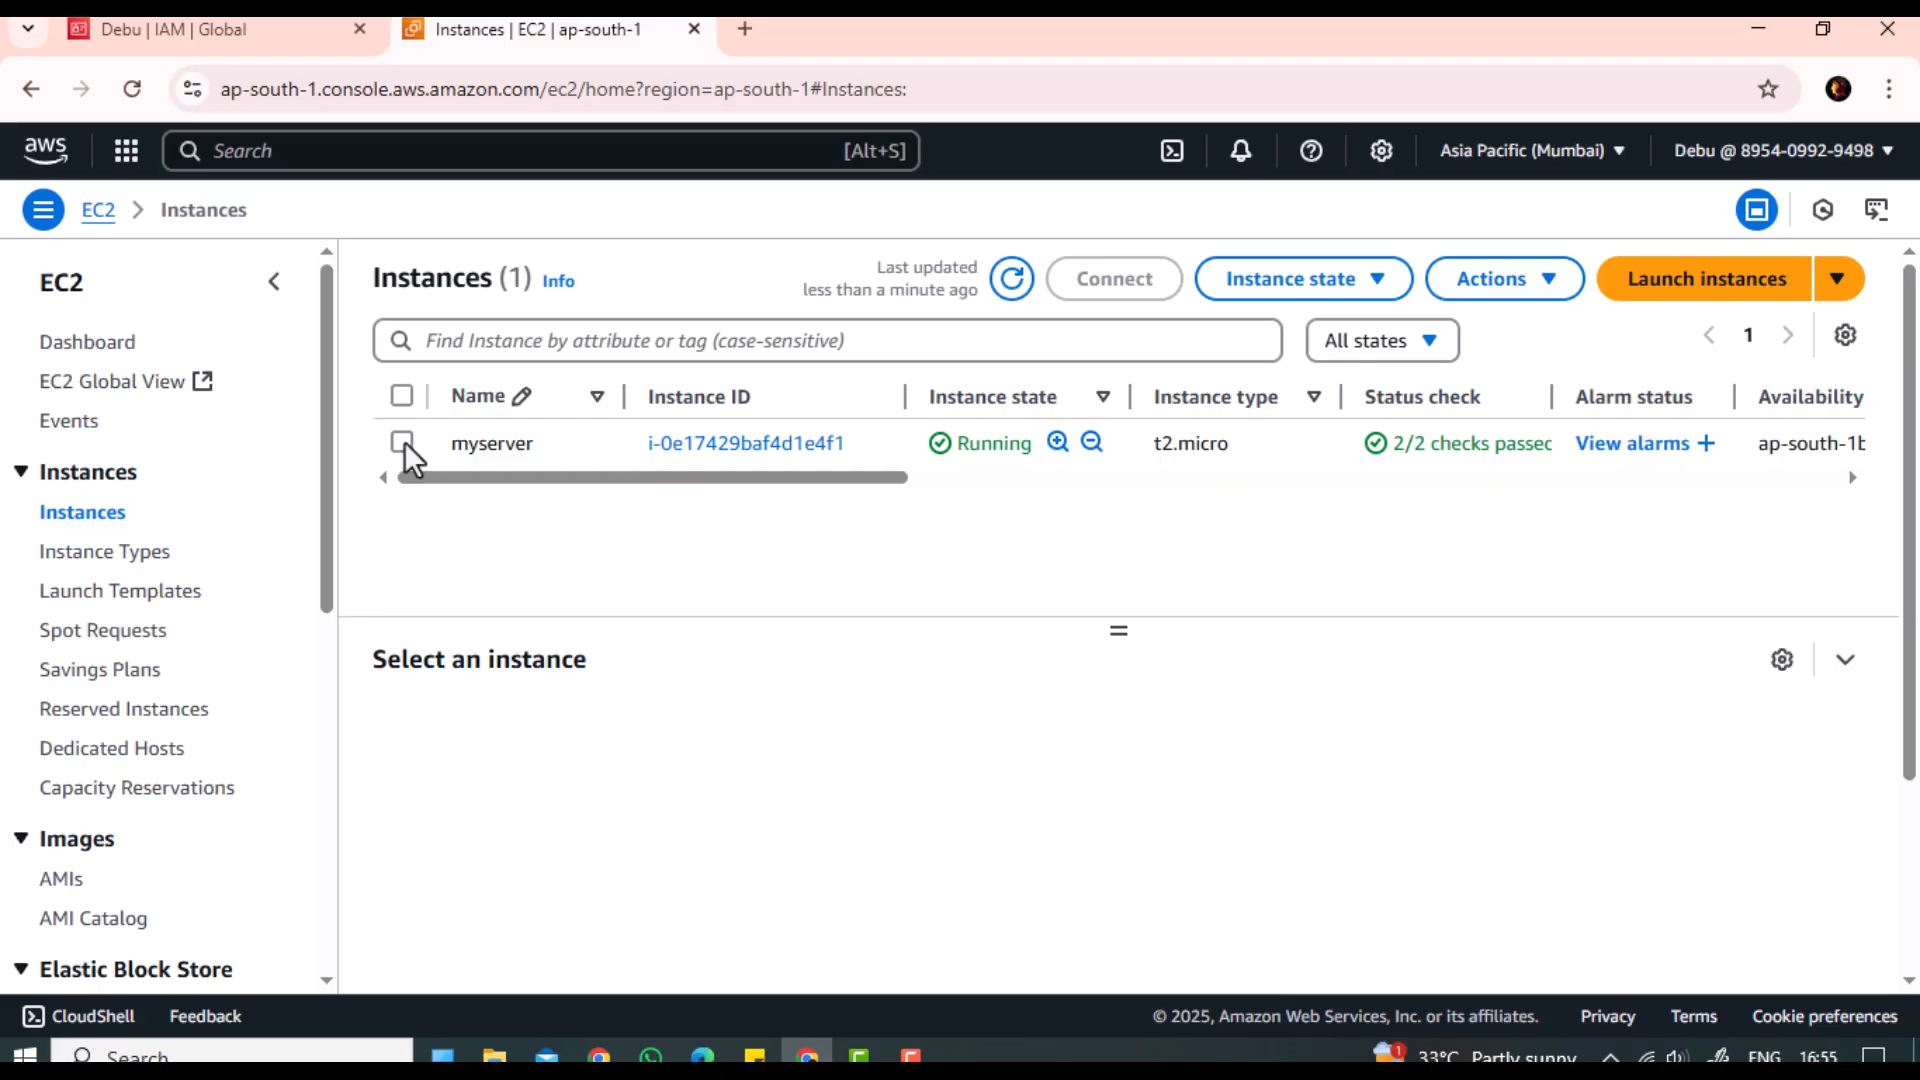 Debu | IAM | Global
Instances | EC2 | ap-south-1
ap-south-1.console.aws.amazon.com/ec2/home?region=ap-south-1#Instances:
aws
Search
[Alt+S]
Asia Pacific (Mumbai)
Debu @ 8954-0992-9498
EC2
Instances
EC2
Dashboard
EC2 Global View
Events
Instances
Instances
Instance Types
Launch Templates
Spot Requests
Savings Plans
Reserved Instances
Dedicated Hosts
Capacity Reservations
Images
AMIs
AMI Catalog
Elastic Block Store
Instances (1) Info
Last updated
less than a minute ago
Connect
Instance state
Actions
Launch instances
Find Instance by attribute or tag (case-sensitive)
All states
1
Name Instance ID Instance state Instance type Status check Alarm status Availability
myserver i-0e17429baf4d1e4f1 Running t2.micro 2/2 checks passec View alarms + ap-south-1b
Select an instance
CloudShell Feedback © 2025, Amazon Web Services, Inc. or its affiliates. Privacy Terms Cookie preferences
Search 1 33°C Partly sunny ENG 16:55